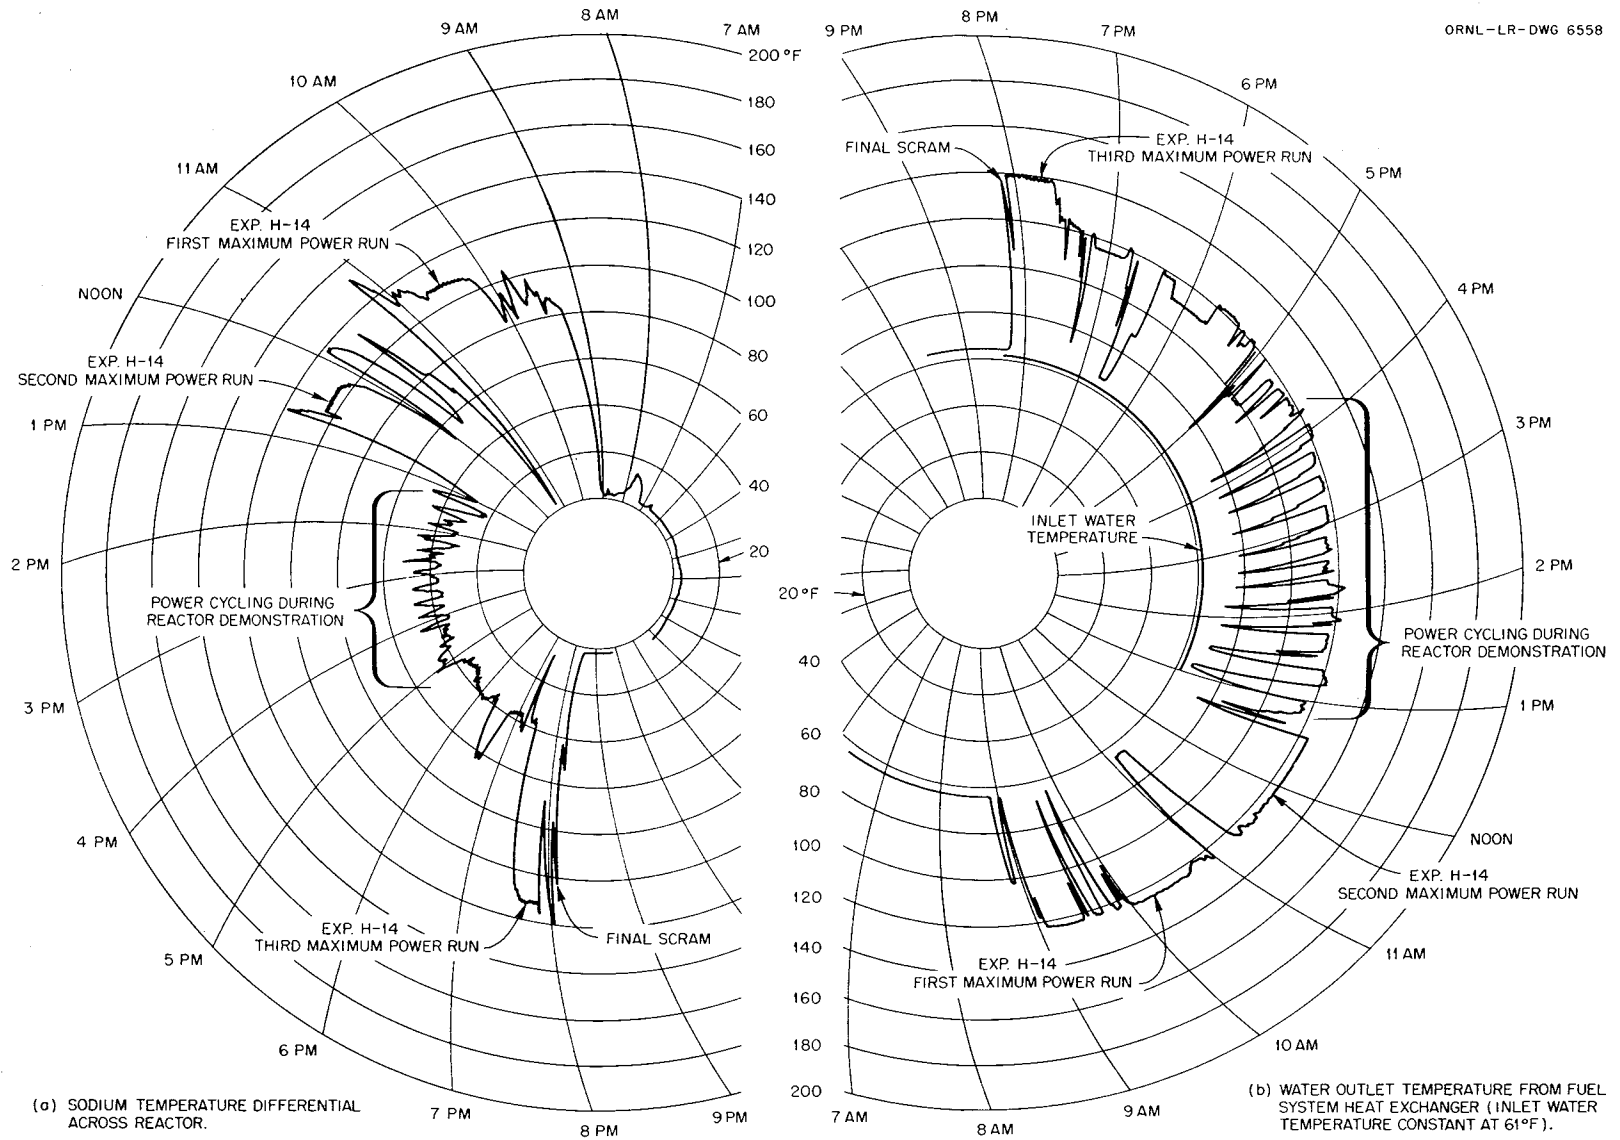 ORNL-LR-DWG 6558
8 AM
9 AM
7 AM
10 AM
11 AM
NOON
1 PM
2 PM
3 PM
4 PM
5 PM
6 PM
7 PM
8 PM
9 PM
200 °F
180
160
140
120
100
80
60
40
20
EXP. H-14
FIRST MAXIMUM POWER RUN
EXP. H-14
SECOND MAXIMUM POWER RUN
POWER CYCLING DURING
REACTOR DEMONSTRATION
EXP. H-14
THIRD MAXIMUM POWER RUN
FINAL SCRAM
(a) SODIUM TEMPERATURE DIFFERENTIAL
ACROSS REACTOR.
9 PM
8 PM
7 PM
6 PM
5 PM
4 PM
3 PM
2 PM
1 PM
NOON
11 AM
10 AM
9 AM
8 AM
7 AM
20 °F
40
60
80
100
120
140
160
180
200
FINAL SCRAM
EXP. H-14
THIRD MAXIMUM POWER RUN
INLET WATER
TEMPERATURE
POWER CYCLING DURING
REACTOR DEMONSTRATION
EXP. H-14
SECOND MAXIMUM POWER RUN
EXP. H-14
FIRST MAXIMUM POWER RUN
(b) WATER OUTLET TEMPERATURE FROM FUEL
SYSTEM HEAT EXCHANGER (INLET WATER
TEMPERATURE CONSTANT AT 61°F).